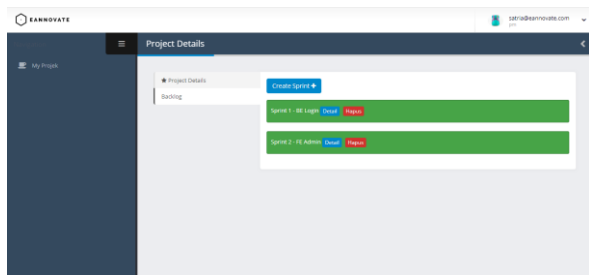 EANNOVATE
satria@eannovate.com
pm
Project Details
My Projek
Project Details
Backlog
Create Sprint +
Sprint 1 - BE Login Detail Hapus
Sprint 2 - FE Admin Detail Hapus